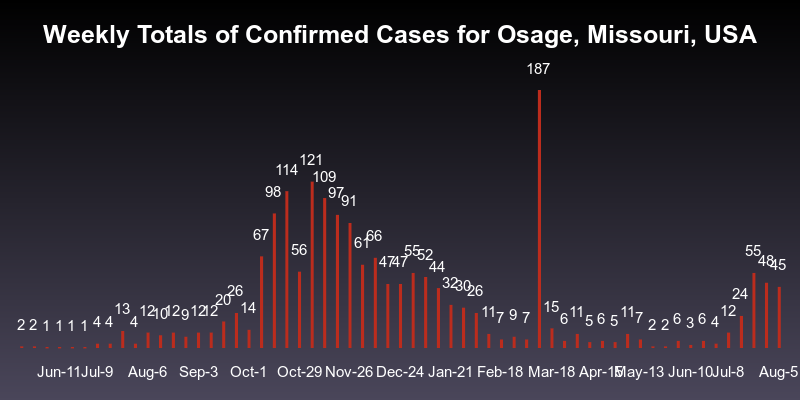 Weekly Totals of Confirmed Cases for Osage, Missouri, USA
2 2 1 1 1 1 4 4 13 4 12 10 12 9 12 12 20 26 14 67 98 114 56 121 109 97 91 61 66 47 47 55 52 44 32 30 26 11 7 9 7 187 15 6 11 5 6 5 11 7 2 2 6 3 6 4 12 24 55 48 45
Jun-11 Jul-9 Aug-6 Sep-3 Oct-1 Oct-29 Nov-26 Dec-24 Jan-21 Feb-18 Mar-18 Apr-15 May-13 Jun-10 Jul-8 Aug-5